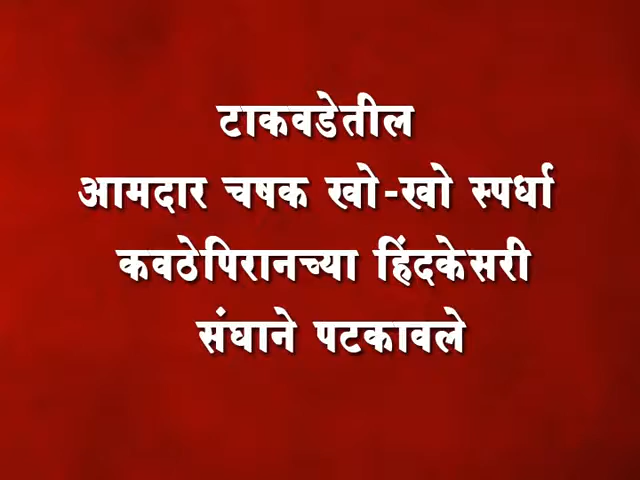 टाकवडेतील
आमदार चषक खो-खो स्पर्धा
कवठेपिरानच्या हिंदकेसरी
संघाने पटकावले